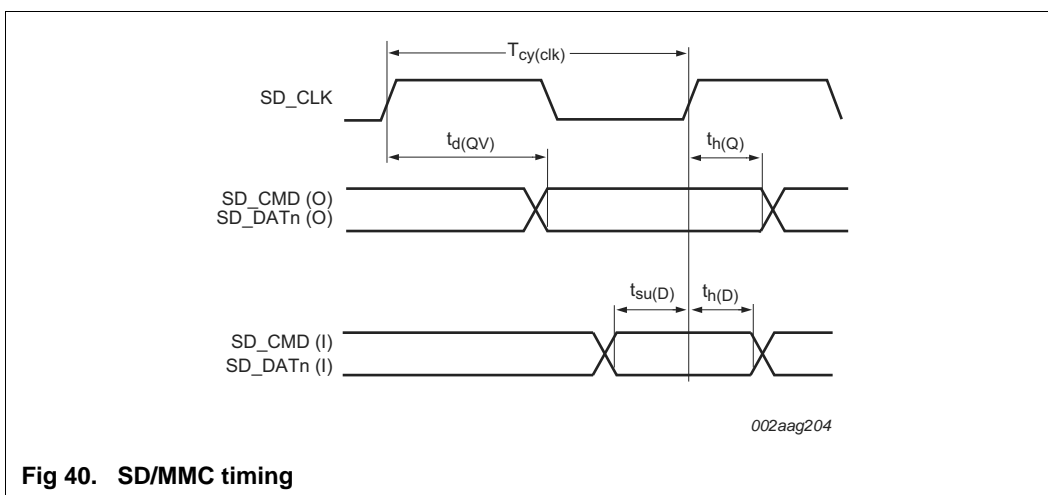 T_cy(clk)
SD_CLK
t_d(QV)
t_h(Q)
SD_CMD (O)
SD_DATn (O)
t_su(D)
t_h(D)
SD_CMD (I)
SD_DATn (I)
002aag204
Fig 40. SD/MMC timing